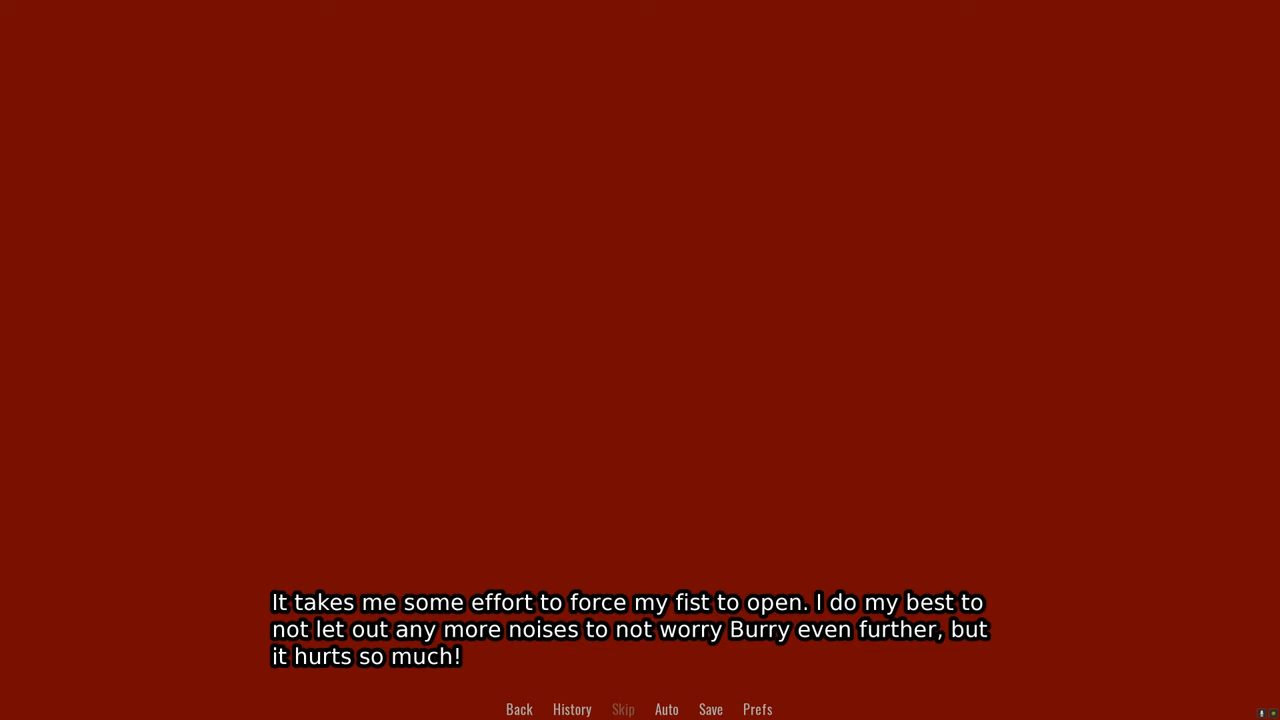 It takes me some effort to force my fist to open. I do my best to
not let out any more noises to not worry Burry even further, but
it hurts so much!
Back History Skip Auto Save Prefs